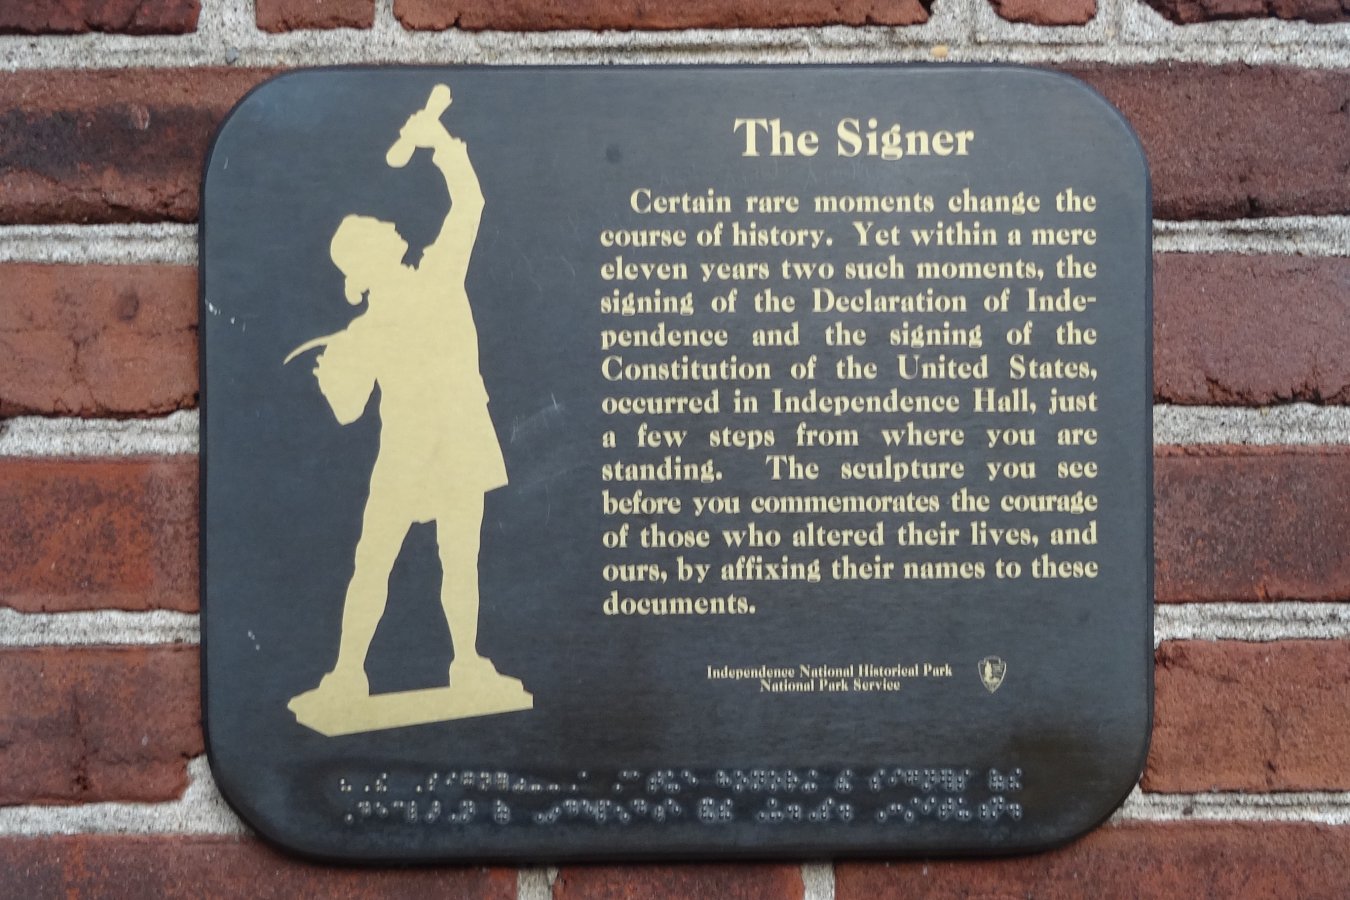 The Signer
Certain rare moments change the
course of history. Yet within a mere
eleven years two such moments, the
signing of the Declaration of Inde-
pendence and the signing of the
Constitution of the United States,
occurred in Independence Hall, just
a few steps from where you are
standing. The sculpture you see
before you commemorates the courage
of those who altered their lives, and
ours, by affixing their names to these
documents.
Independence National Historical Park
National Park Service